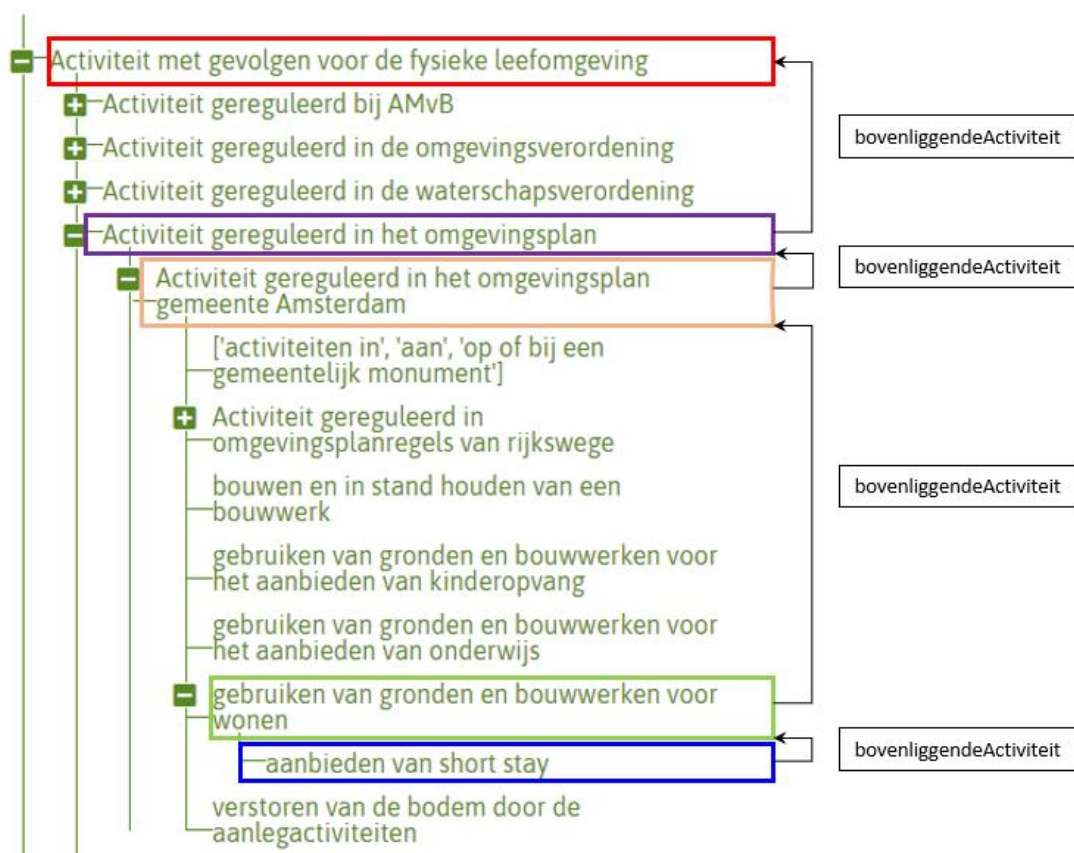 Activiteit met gevolgen voor de fysieke leefomgeving
Activiteit gereguleerd bij AMvB
bovenliggendeActiviteit
Activiteit gereguleerd in de omgevingsverordening
Activiteit gereguleerd in de waterschapsverordening
Activiteit gereguleerd in het omgevingsplan
bovenliggendeActiviteit
Activiteit gereguleerd in het omgevingsplan
gemeente Amsterdam
['activiteiten in', 'aan', 'op of bij een
gemeentelijk monument']
Activiteit gereguleerd in
omgevingsplanregels van rijkswege
bovenliggendeActiviteit
bouwen en in stand houden van een
bouwwerk
gebruiken van gronden en bouwwerken voor
het aanbieden van kinderopvang
gebruiken van gronden en bouwwerken voor
het aanbieden van onderwijs
gebruiken van gronden en bouwwerken voor
wonen
bovenliggendeActiviteit
aanbieden van short stay
verstoren van de bodem door de
aanlegactiviteiten